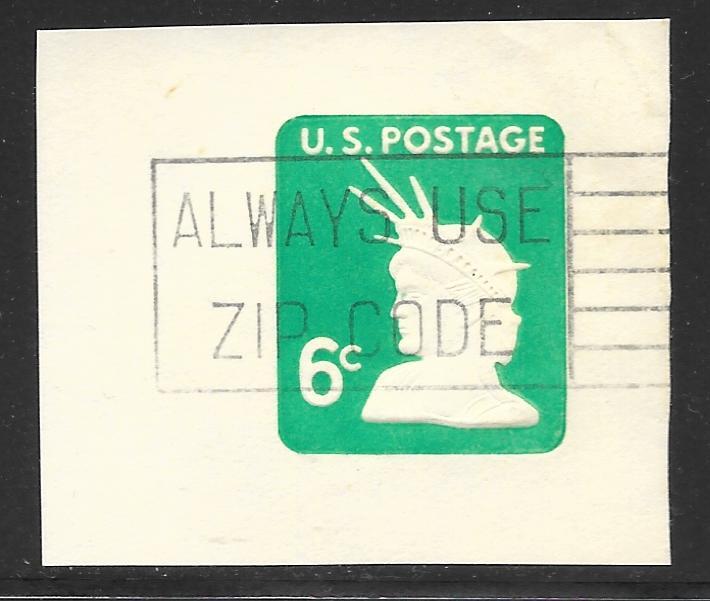 U. S. POSTAGE
ALWAYS USE
ZIP CODE
6c